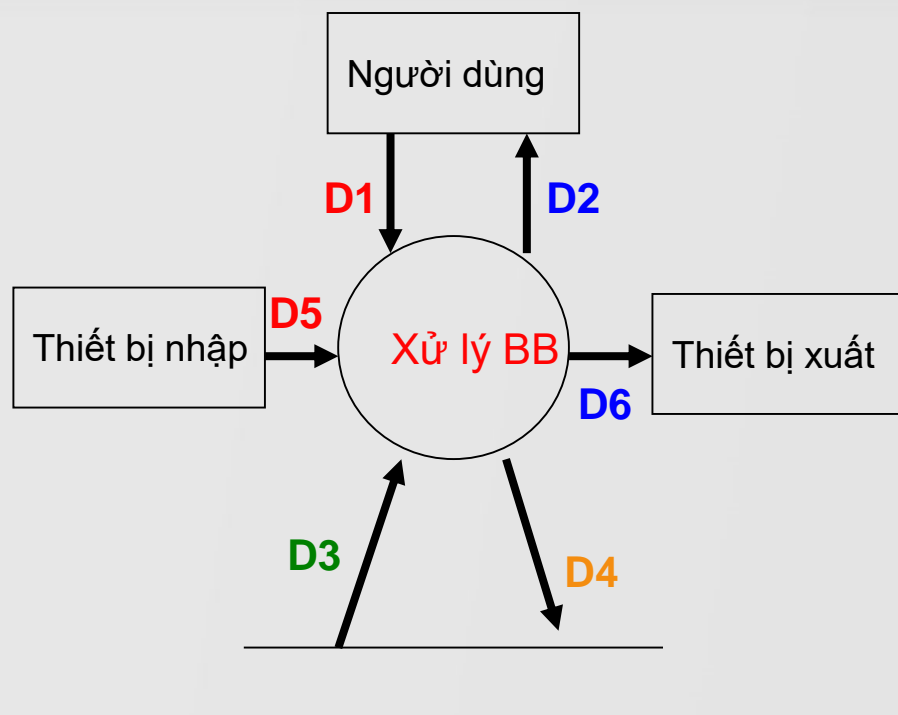 Người dùng
D1
D2
D5
Thiết bị nhập
Xử lý BB
Thiết bị xuất
D6
D3
D4